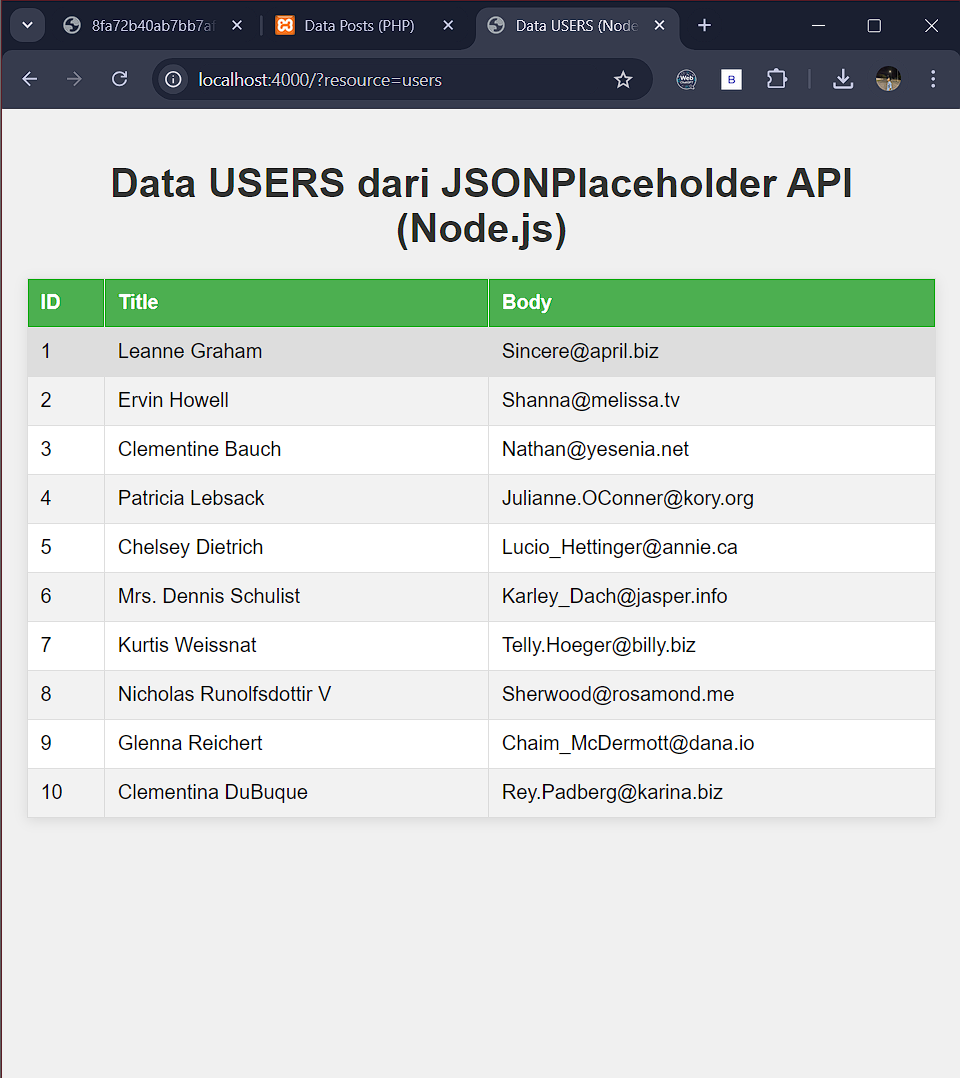 8fa72b40ab7bb7af
Data Posts (PHP)
Data USERS (Node
localhost:4000/?resource=users
B
Data USERS dari JSONPlaceholder API
(Node.js)
ID Title Body
1 Leanne Graham Sincere@april.biz
2 Ervin Howell Shanna@melissa.tv
3 Clementine Bauch Nathan@yesenia.net
4 Patricia Lebsack Julianne.OConner@kory.org
5 Chelsey Dietrich Lucio_Hettinger@annie.ca
6 Mrs. Dennis Schulist Karley_Dach@jasper.info
7 Kurtis Weissnat Telly.Hoeger@billy.biz
8 Nicholas Runolfsdottir V Sherwood@rosamond.me
9 Glenna Reichert Chaim_McDermott@dana.io
10 Clementina DuBuque Rey.Padberg@karina.biz